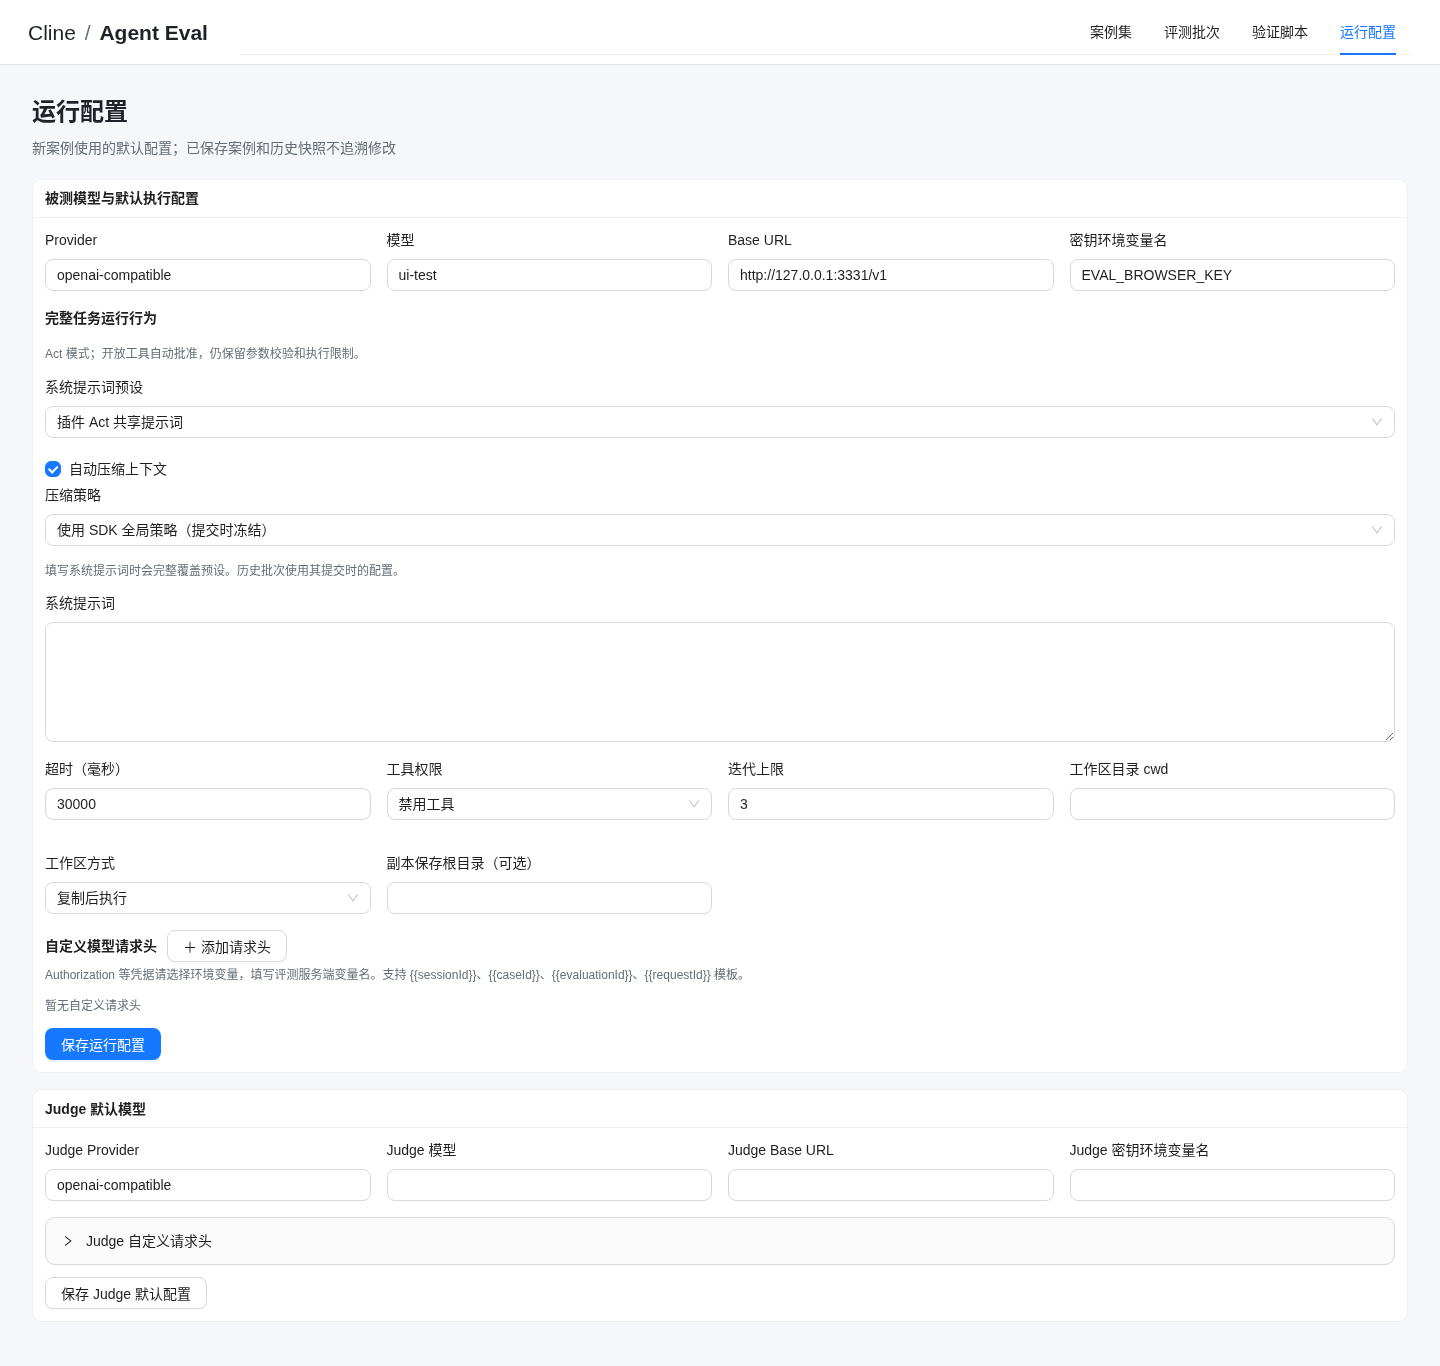 Cline / Agent Eval
案例集 评测批次 验证脚本 运行配置
运行配置
新案例使用的默认配置；已保存案例和历史快照不追溯修改
被测模型与默认执行配置
Provider 模型 Base URL 密钥环境变量名
openai-compatible ui-test http://127.0.0.1:3331/v1 EVAL_BROWSER_KEY
完整任务运行行为
Act 模式；开放工具自动批准，仍保留参数校验和执行限制。
系统提示词预设
插件 Act 共享提示词
自动压缩上下文
压缩策略
使用 SDK 全局策略（提交时冻结）
填写系统提示词时会完整覆盖预设。历史批次使用其提交时的配置。
系统提示词
超时（毫秒） 工具权限 迭代上限 工作区目录 cwd
30000 禁用工具 3
工作区方式 副本保存根目录（可选）
复制后执行
自定义模型请求头 添加请求头
Authorization 等凭据请选择环境变量，填写评测服务端变量名。支持 {{sessionId}}、{{caseId}}、{{evaluationId}}、{{requestId}} 模板。
暂无自定义请求头
保存运行配置
Judge 默认模型
Judge Provider Judge 模型 Judge Base URL Judge 密钥环境变量名
openai-compatible
Judge 自定义请求头
保存 Judge 默认配置